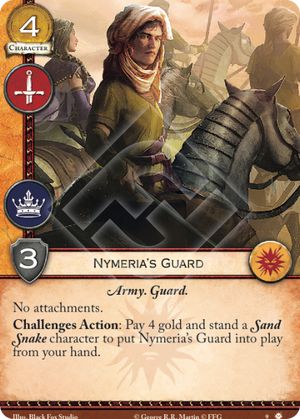 4
CHARACTER
3
NYMERIA'S GUARD
Army. Guard.
No attachments.
Challenges Action: Pay 4 gold and stand a Sand
Snake character to put Nymeria's Guard into play
from your hand.
Illus. Black Fox Studio © George R.R. Martin © FFG